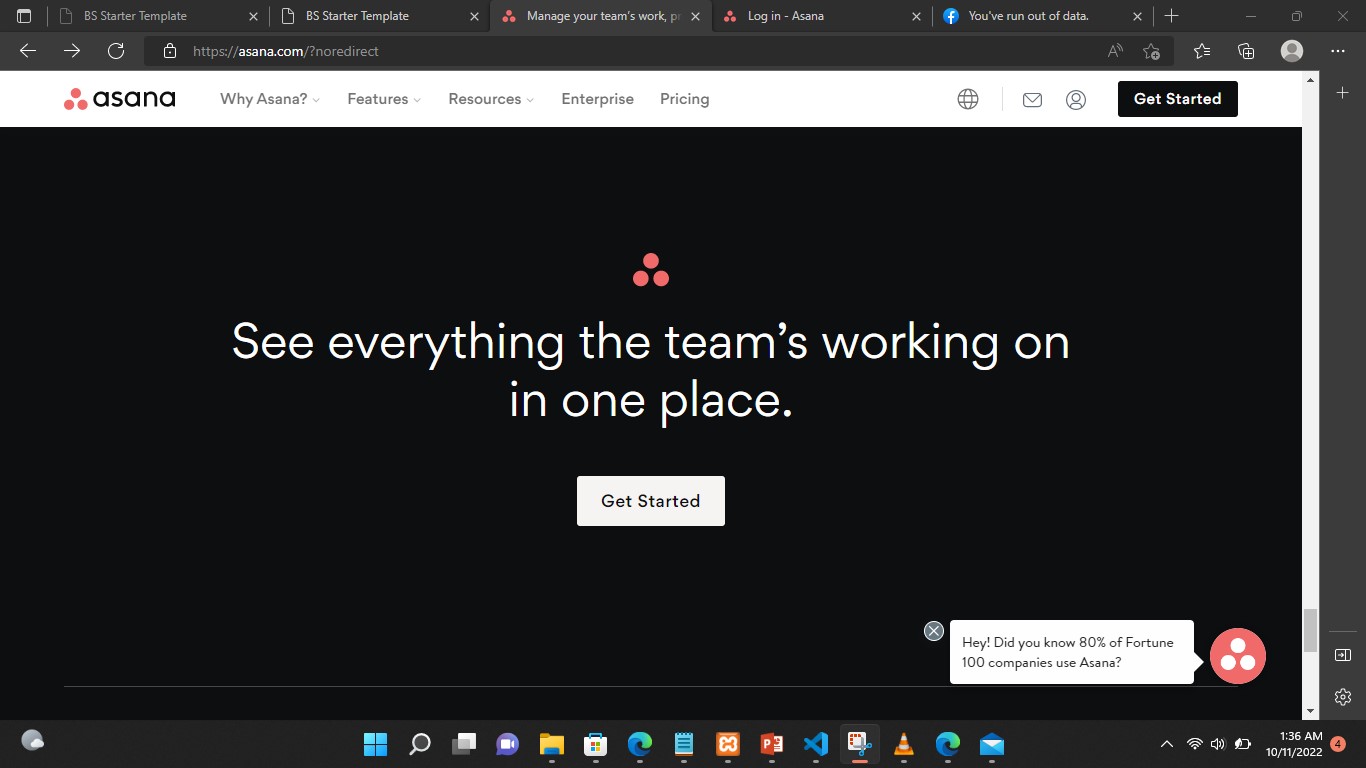 BS Starter Template
BS Starter Template
Manage your team's work, pr
Log in - Asana
You've run out of data.
https://asana.com/?noredirect
asana
Why Asana?
Features
Resources
Enterprise
Pricing
Get Started
See everything the team’s working on
in one place.
Get Started
Hey! Did you know 80% of Fortune
100 companies use Asana?
1:36 AM
10/11/2022
4